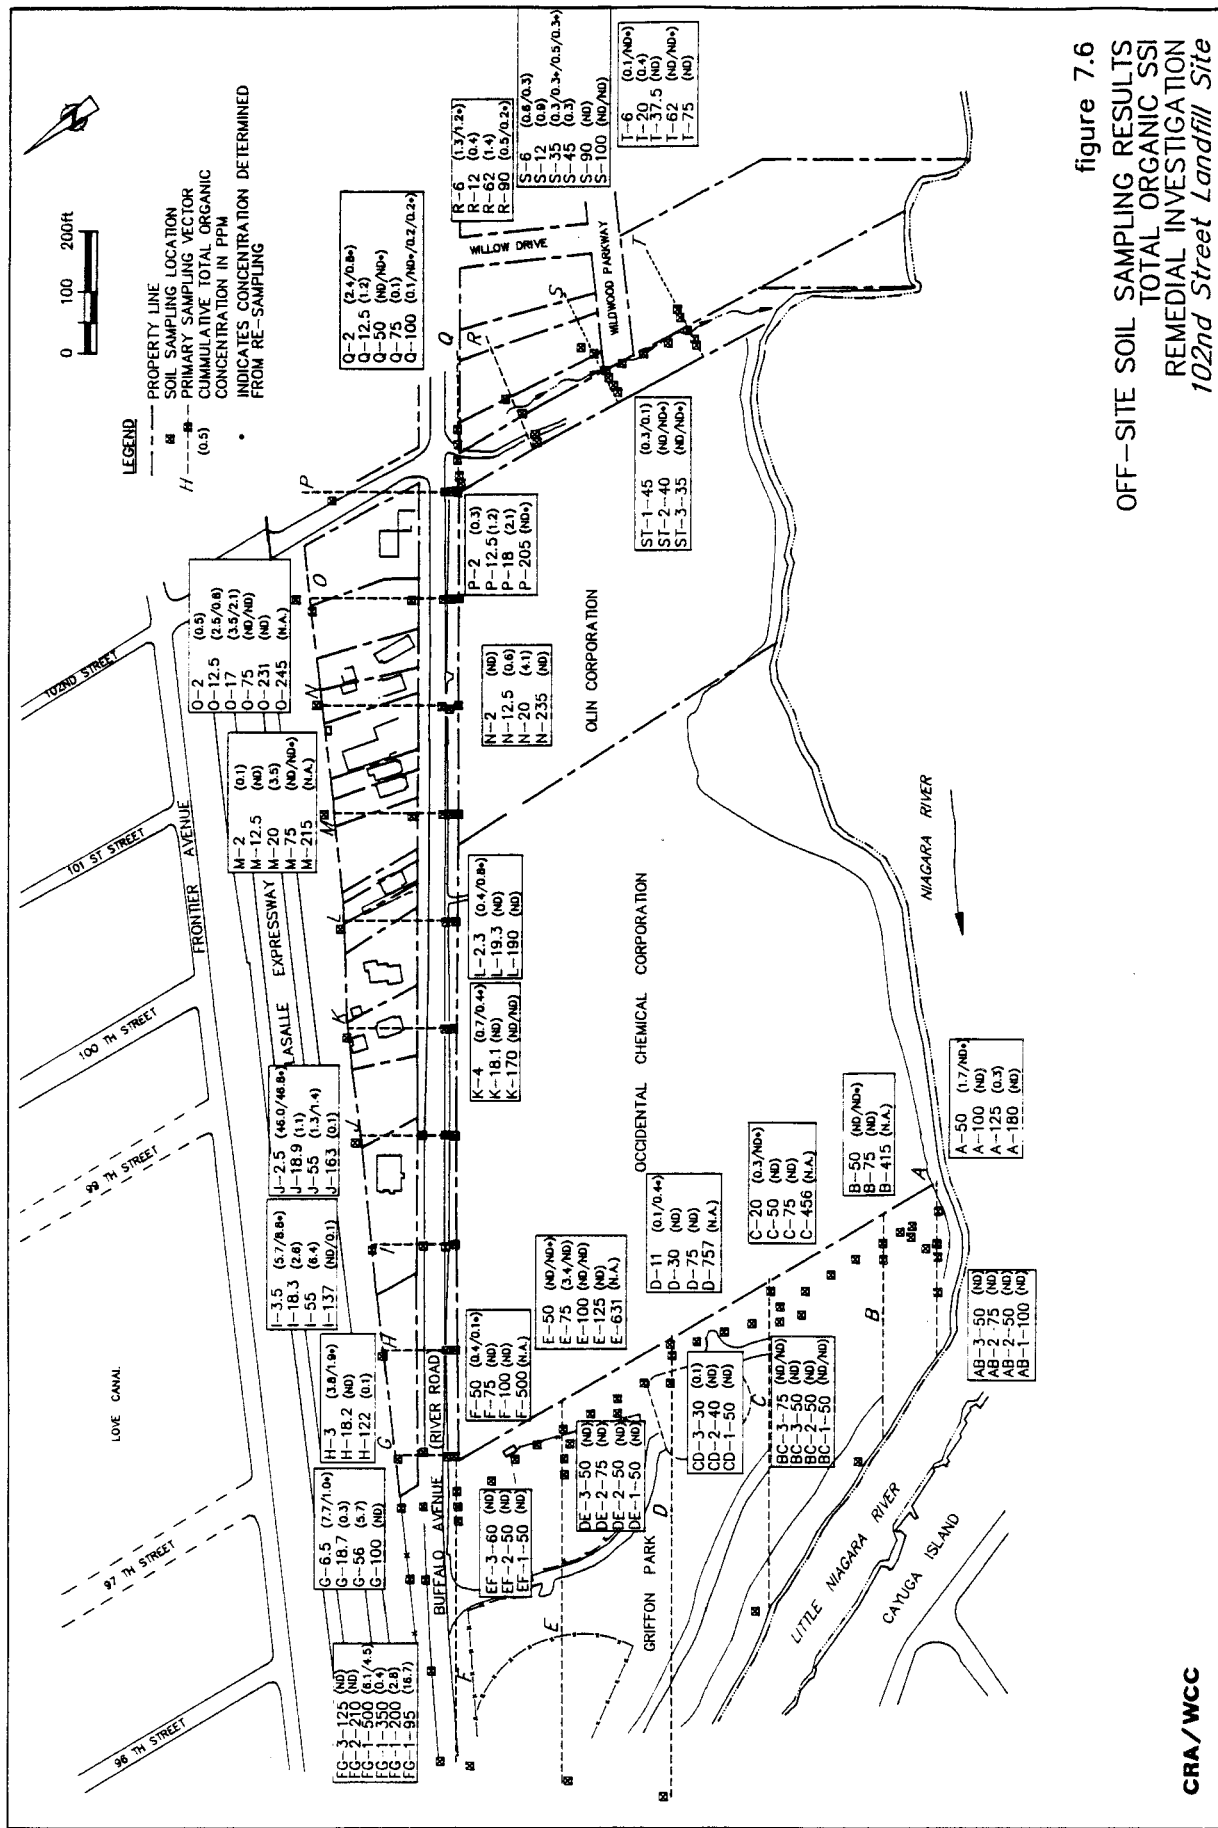 figure 7.6
OFF-SITE SOIL SAMPLING RESULTS
TOTAL ORGANIC SSI
REMEDIAL INVESTIGATION
102nd Street Landfill Site
CRA/WCC
0 100 200ft
LEGEND
PROPERTY LINE
SOIL SAMPLING LOCATION
H PRIMARY SAMPLING VECTOR
(0.5) CUMMULATIVE TOTAL ORGANIC
CONCENTRATION IN PPM
• INDICATES CONCENTRATION DETERMINED
FROM RE-SAMPLING
LOVE CANAL
96 TH STREET
97 TH STREET
99 TH STREET
100 TH STREET
101 ST STREET
102ND STREET
FRONTIER AVENUE
LASALLE EXPRESSWAY
BUFFALO AVENUE (RIVER ROAD)
WILLOW DRIVE
WILDWOOD PARKWAY
OLIN CORPORATION
OCCIDENTAL CHEMICAL CORPORATION
GRIFFON PARK
NIAGARA RIVER
LITTLE NIAGARA RIVER
CAYUGA ISLAND
A
B
C
D
E
F
G
H
I
J
K
L
M
N
O
P
Q
R
S
T
FG-3-125 (ND)
FG-2-210 (ND)
FG-1-500 (6.1/4.5)
FG-1-350 (0.4)
FG-1-200 (2.8)
FG-1-95 (16.7)
G-6.5 (7.7/1.0•)
G-18.7 (0.3)
G-56 (5.7)
G-100 (ND)
H-3 (3.8/1.9•)
H-18.2 (ND)
H-122 (0.1)
I-3.5 (5.7/8.8•)
I-18.3 (2.6)
I-55 (6.4)
I-137 (ND/0.1)
J-2.5 (46.0/46.8•)
J-18.9 (1.1)
J-55 (1.3/1.4)
J-163 (0.1)
K-4 (0.7/0.4•)
K-18.1 (ND)
K-170 (ND/ND)
L-2.3 (0.4/0.8•)
L-19.3 (ND)
L-190 (ND)
M-2 (0.1)
M-12.5 (ND)
M-20 (3.5)
M-75 (ND/ND•)
M-215 (N.A.)
N-2 (ND)
N-12.5 (0.6)
N-20 (4.1)
N-235 (ND)
O-2 (0.5)
O-12.5 (2.5/0.6)
O-17 (3.5/2.1)
O-75 (ND/ND)
O-231 (ND)
O-245 (N.A.)
P-2 (0.3)
P-12.5 (1.2)
P-18 (2.1)
P-205 (ND•)
Q-2 (2.4/0.8•)
Q-12.5 (1.2)
Q-50 (ND/ND•)
Q-75 (0.1)
Q-100 (0.1/ND•/0.2/0.2•)
R-6 (1.3/1.2•)
R-12 (0.4)
R-62 (1.4)
R-90 (0.5/0.2•)
S-6 (0.6/0.3)
S-12 (0.9)
S-35 (0.3/0.3•/0.5/0.3•)
S-45 (0.3)
S-90 (ND)
S-100 (ND/ND)
T-6 (0.1/ND•)
T-20 (0.4)
T-37.5 (ND)
T-62 (ND/ND•)
T-75 (ND)
ST-1-45 (0.3/0.1)
ST-2-40 (ND/ND•)
ST-3-35 (ND/ND•)
F-50 (0.4/0.1•)
F-75 (ND)
F-100 (ND)
F-500 (N.A.)
E-50 (ND/ND•)
E-75 (3.4/ND)
E-100 (ND/ND)
E-125 (ND)
E-631 (N.A.)
D-11 (0.1/0.4•)
D-30 (ND)
D-75 (ND)
D-757 (N.A.)
C-20 (0.3/ND•)
C-50 (ND)
C-75 (ND)
C-456 (N.A.)
B-50 (ND/ND•)
B-75 (ND)
B-415 (N.A.)
A-50 (1.7/ND•)
A-100 (ND)
A-125 (0.3)
A-180 (ND)
EF-3-60 (ND)
EF-2-50 (ND)
EF-1-50 (ND)
DE-3-50 (ND)
DE-2-75 (ND)
DE-2-50 (ND)
DE-1-50 (ND)
CD-3-30 (0.1)
CD-2-40 (ND)
CD-1-50 (ND)
BC-3-75 (ND/ND)
BC-3-50 (ND)
BC-2-50 (ND)
BC-1-50 (ND/ND)
AB-3-50 (ND)
AB-2-75 (ND)
AB-2-50 (ND)
AB-1-100 (ND)